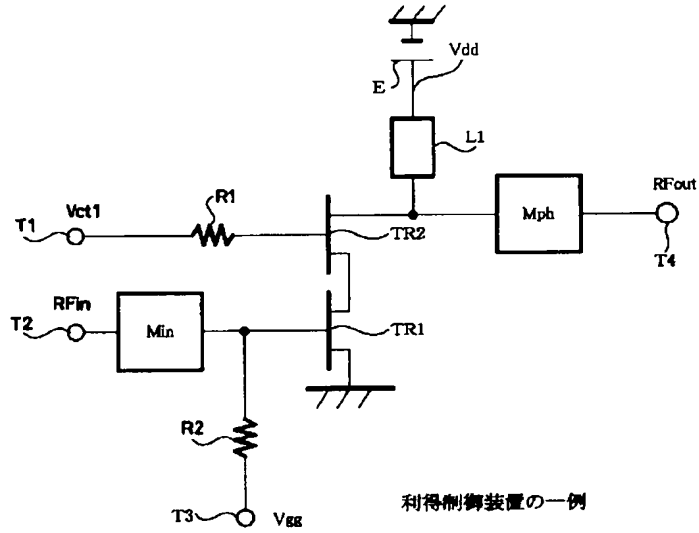 Vdd
E
L1
R1
Vct1
T1
TR2
Mph
RFout
T4
RFin
T2
Min
TR1
R2
T3
Vgg
利得制御装置の一例